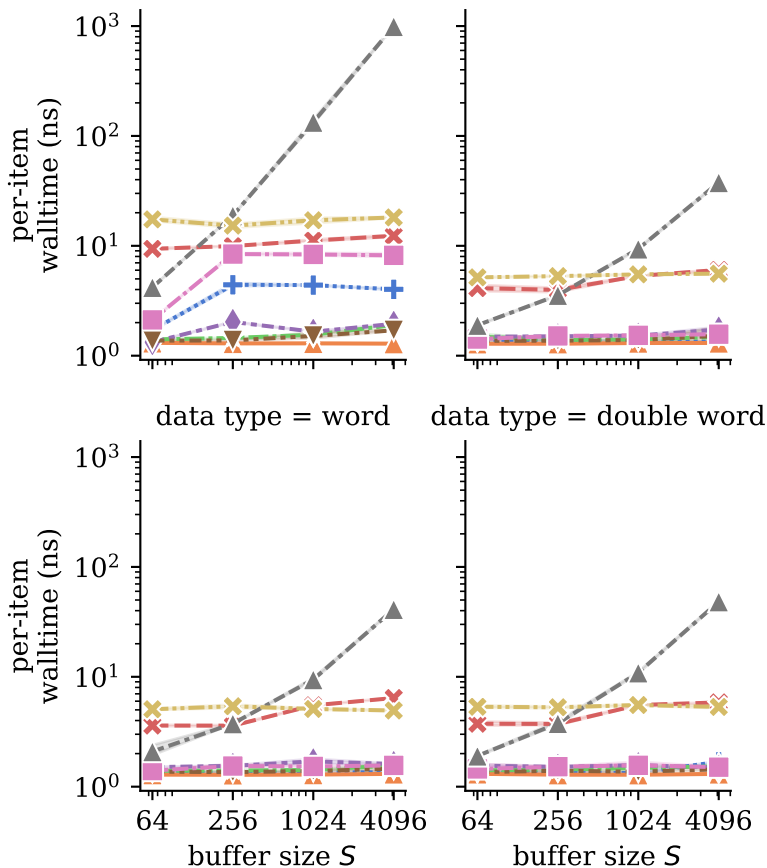 10³
10²
10¹
10⁰
per-item
walltime (ns)
data type = word
data type = double word
10³
10²
10¹
10⁰
per-item
walltime (ns)
64 256 1024 4096
64 256 1024 4096
buffer size S
buffer size S